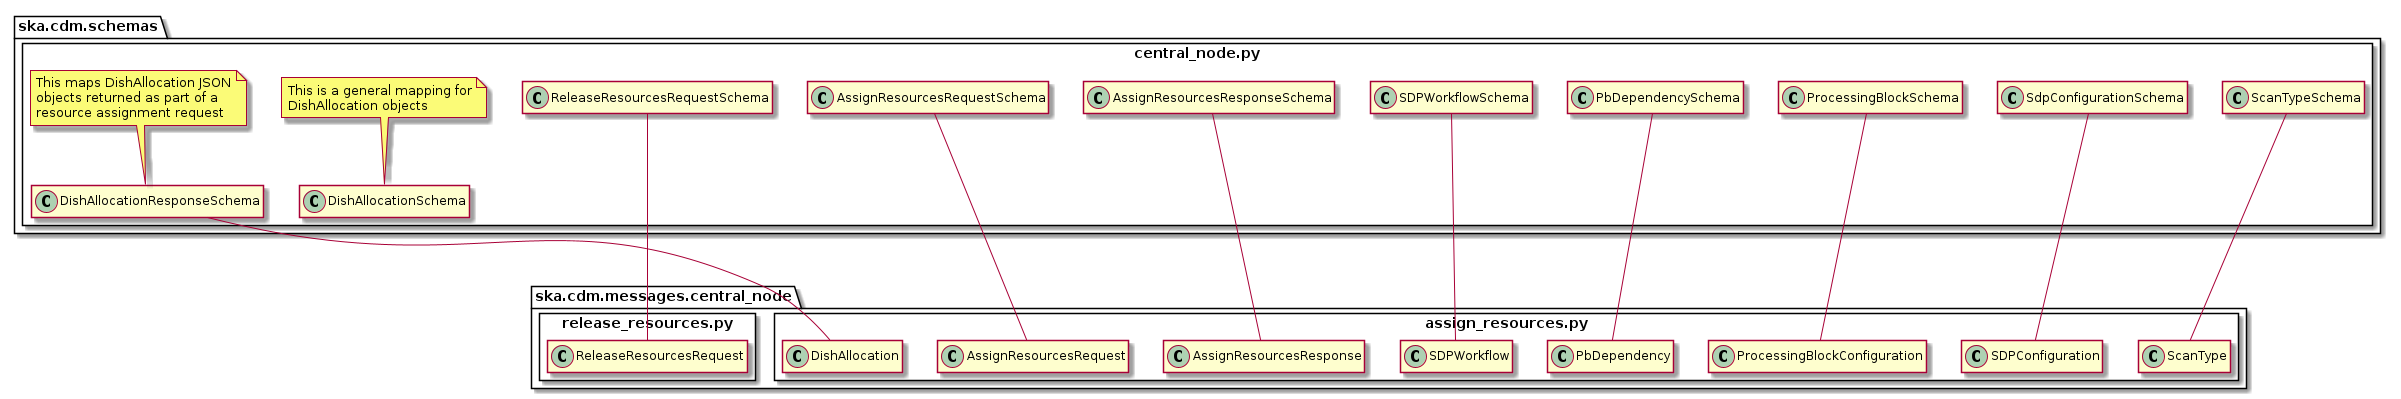 ska.cdm.schemas
central_node.py
This maps DishAllocation JSON
objects returned as part of a
resource assignment request
This is a general mapping for
DishAllocation objects
C ReleaseResourcesRequestSchema
C AssignResourcesRequestSchema
C AssignResourcesResponseSchema
C SDPWorkflowSchema
C PbDependencySchema
C ProcessingBlockSchema
C SdpConfigurationSchema
C ScanTypeSchema
C DishAllocationResponseSchema
C DishAllocationSchema
ska.cdm.messages.central_node
release_resources.py
assign_resources.py
C ReleaseResourcesRequest
C DishAllocation
C AssignResourcesRequest
C AssignResourcesResponse
C SDPWorkflow
C PbDependency
C ProcessingBlockConfiguration
C SDPConfiguration
C ScanType